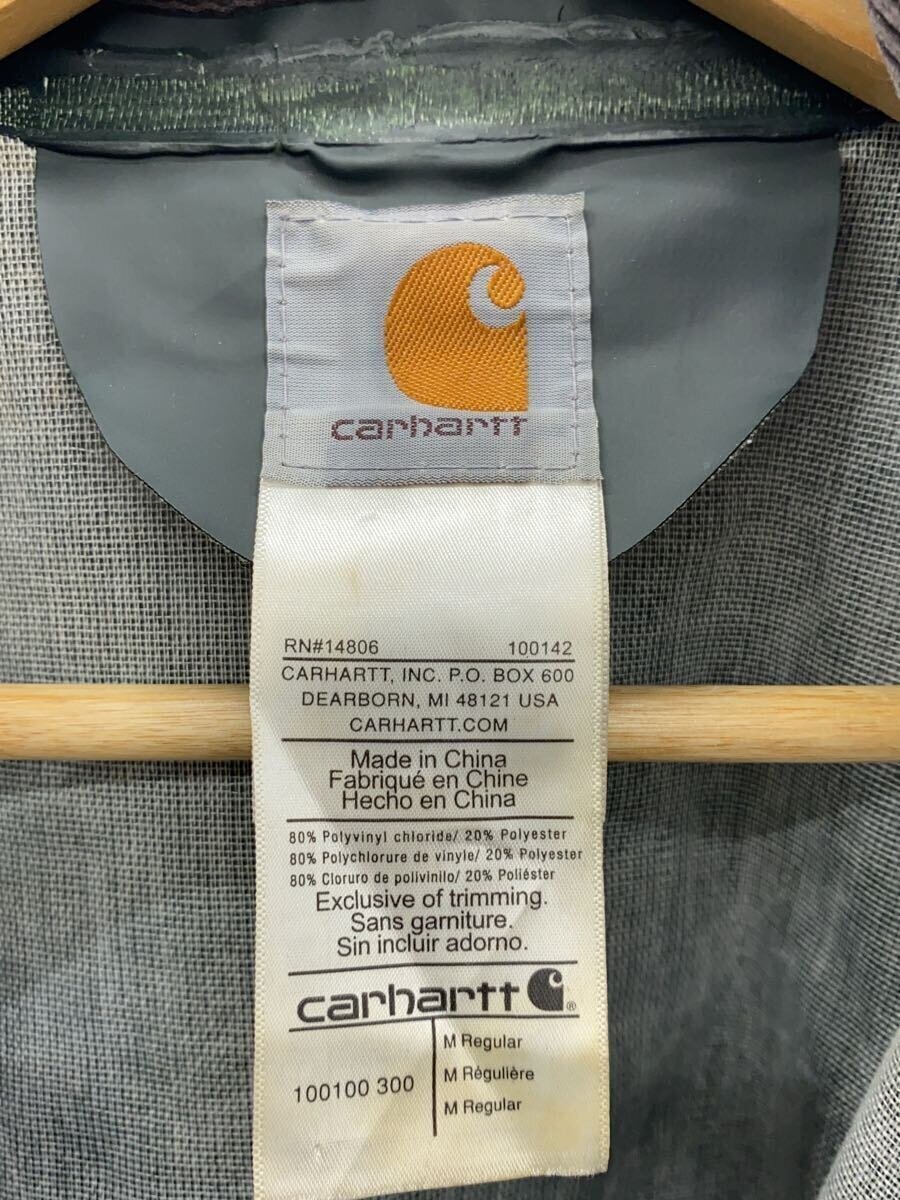 carhartt
RN#14806 100142
CARHARTT, INC. P.O. BOX 600
DEARBORN, MI 48121 USA
CARHARTT.COM
Made in China
Fabriqué en Chine
Hecho en China
80% Polyvinyl chloride/ 20% Polyester
80% Polychlorure de vinyle/ 20% Polyester
80% Cloruro de polivinilo/ 20% Poliéster
Exclusive of trimming.
Sans garniture.
Sin incluir adorno.
carhartt ®
100100 300
M Regular
M Régulière
M Regular